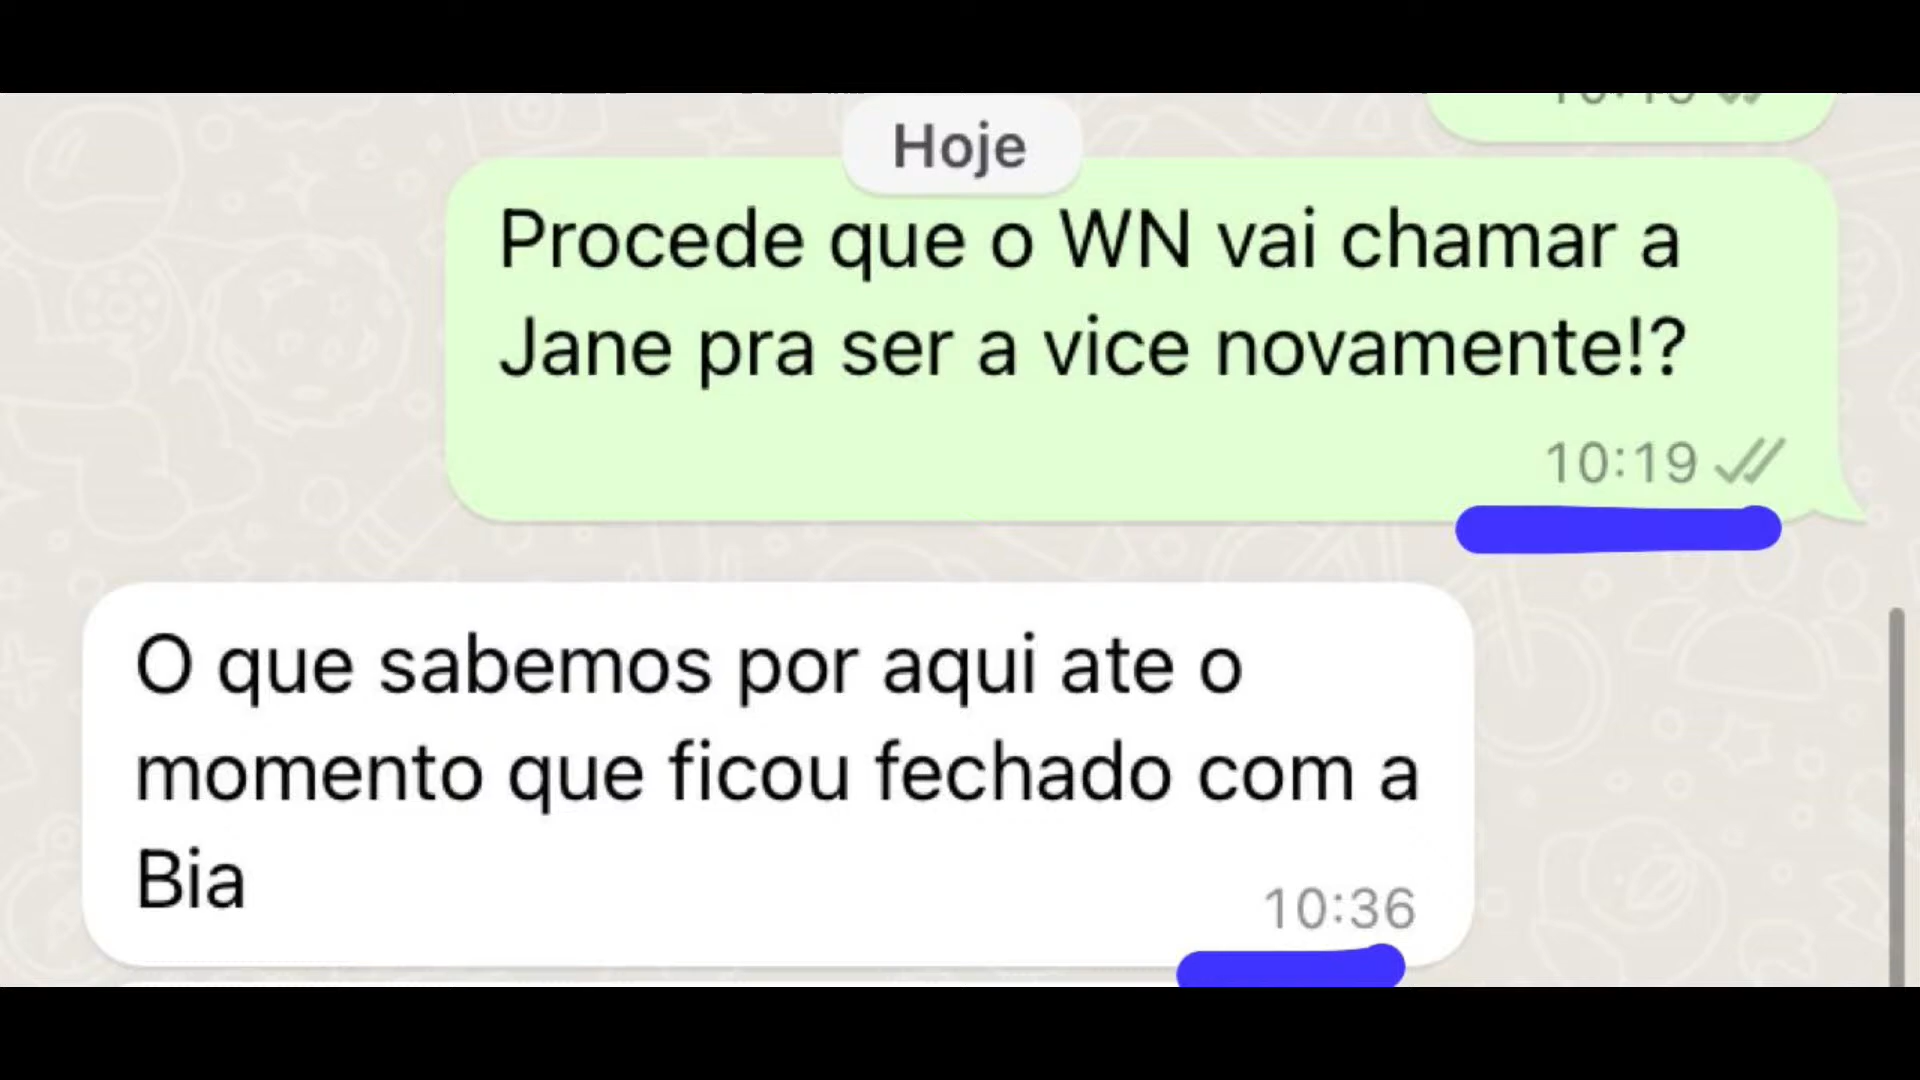 Hoje
Procede que o WN vai chamar a
Jane pra ser a vice novamente!?
10:19
O que sabemos por aqui ate o
momento que ficou fechado com a
Bia
10:36